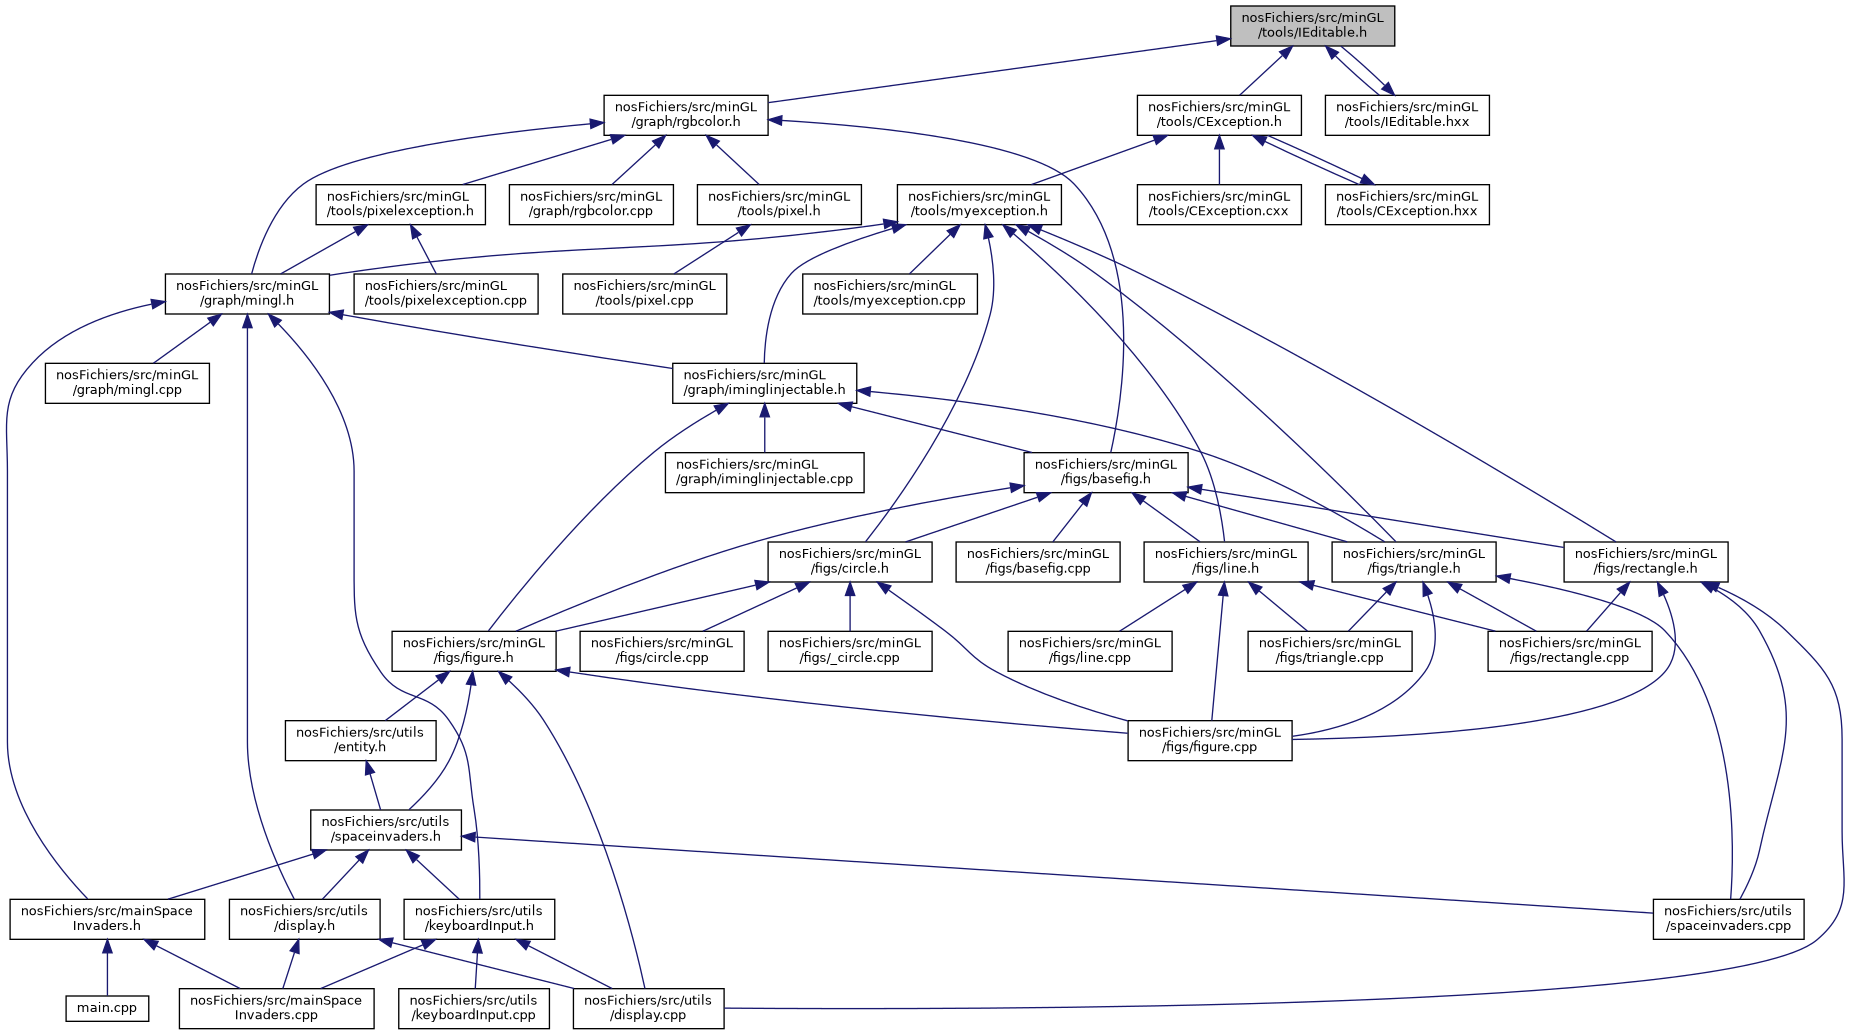 nosFichiers/src/minGL
/tools/IEditable.h
nosFichiers/src/minGL
/graph/rgbcolor.h
nosFichiers/src/minGL
/tools/CException.h
nosFichiers/src/minGL
/tools/IEditable.hxx
nosFichiers/src/minGL
/tools/pixelexception.h
nosFichiers/src/minGL
/graph/rgbcolor.cpp
nosFichiers/src/minGL
/tools/pixel.h
nosFichiers/src/minGL
/tools/myexception.h
nosFichiers/src/minGL
/tools/CException.cxx
nosFichiers/src/minGL
/tools/CException.hxx
nosFichiers/src/minGL
/graph/mingl.h
nosFichiers/src/minGL
/tools/pixelexception.cpp
nosFichiers/src/minGL
/tools/pixel.cpp
nosFichiers/src/minGL
/tools/myexception.cpp
nosFichiers/src/minGL
/graph/mingl.cpp
nosFichiers/src/minGL
/graph/iminglinjectable.h
nosFichiers/src/minGL
/graph/iminglinjectable.cpp
nosFichiers/src/minGL
/figs/basefig.h
nosFichiers/src/minGL
/figs/circle.h
nosFichiers/src/minGL
/figs/basefig.cpp
nosFichiers/src/minGL
/figs/line.h
nosFichiers/src/minGL
/figs/triangle.h
nosFichiers/src/minGL
/figs/rectangle.h
nosFichiers/src/minGL
/figs/figure.h
nosFichiers/src/minGL
/figs/circle.cpp
nosFichiers/src/minGL
/figs/_circle.cpp
nosFichiers/src/minGL
/figs/line.cpp
nosFichiers/src/minGL
/figs/triangle.cpp
nosFichiers/src/minGL
/figs/rectangle.cpp
nosFichiers/src/utils
/entity.h
nosFichiers/src/minGL
/figs/figure.cpp
nosFichiers/src/utils
/spaceinvaders.h
nosFichiers/src/mainSpace
Invaders.h
nosFichiers/src/utils
/display.h
nosFichiers/src/utils
/keyboardInput.h
nosFichiers/src/utils
/spaceinvaders.cpp
main.cpp
nosFichiers/src/mainSpace
Invaders.cpp
nosFichiers/src/utils
/keyboardInput.cpp
nosFichiers/src/utils
/display.cpp